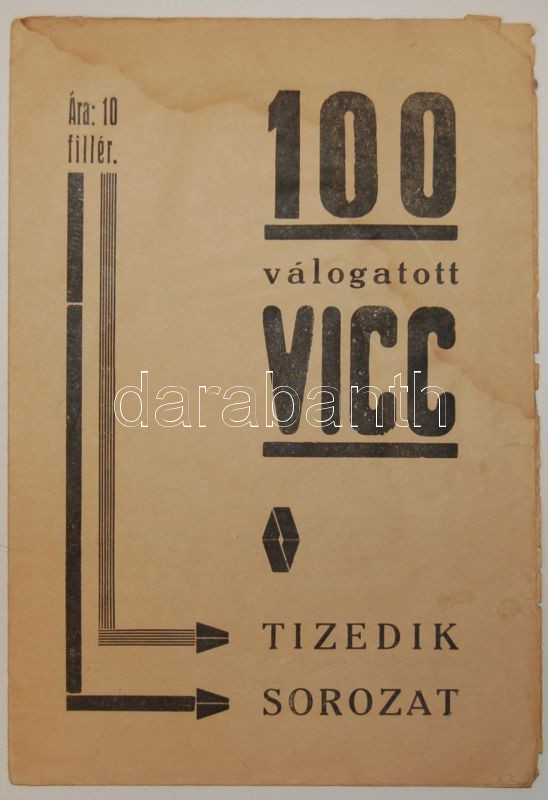 Ára: 10
fillér.
100
válogatott
VICC
darabanth
TIZEDIK
SOROZAT